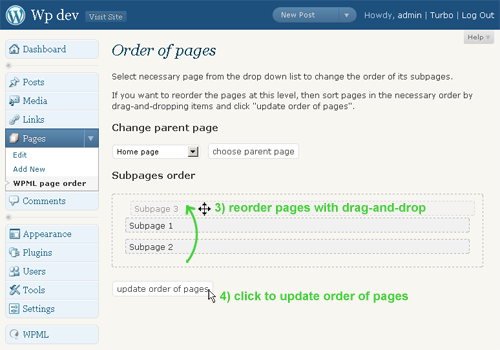 Wp dev Visit Site New Post Howdy, admin | Turbo | Log Out
Help
Dashboard
Posts
Media
Links
Pages
Edit
Add New
WPML page order
Comments
Appearance
Plugins
Users
Tools
Settings
WPML
Order of pages
Select necessary page from the drop down list to change the order of its subpages.
If you want to reorder the pages at this level, then sort pages in the necessary order by
drag-and-dropping items and click "update order of pages".
Change parent page
Home page choose parent page
Subpages order
Subpage 3 3) reorder pages with drag-and-drop
Subpage 1
Subpage 2
update order of pages 4) click to update order of pages